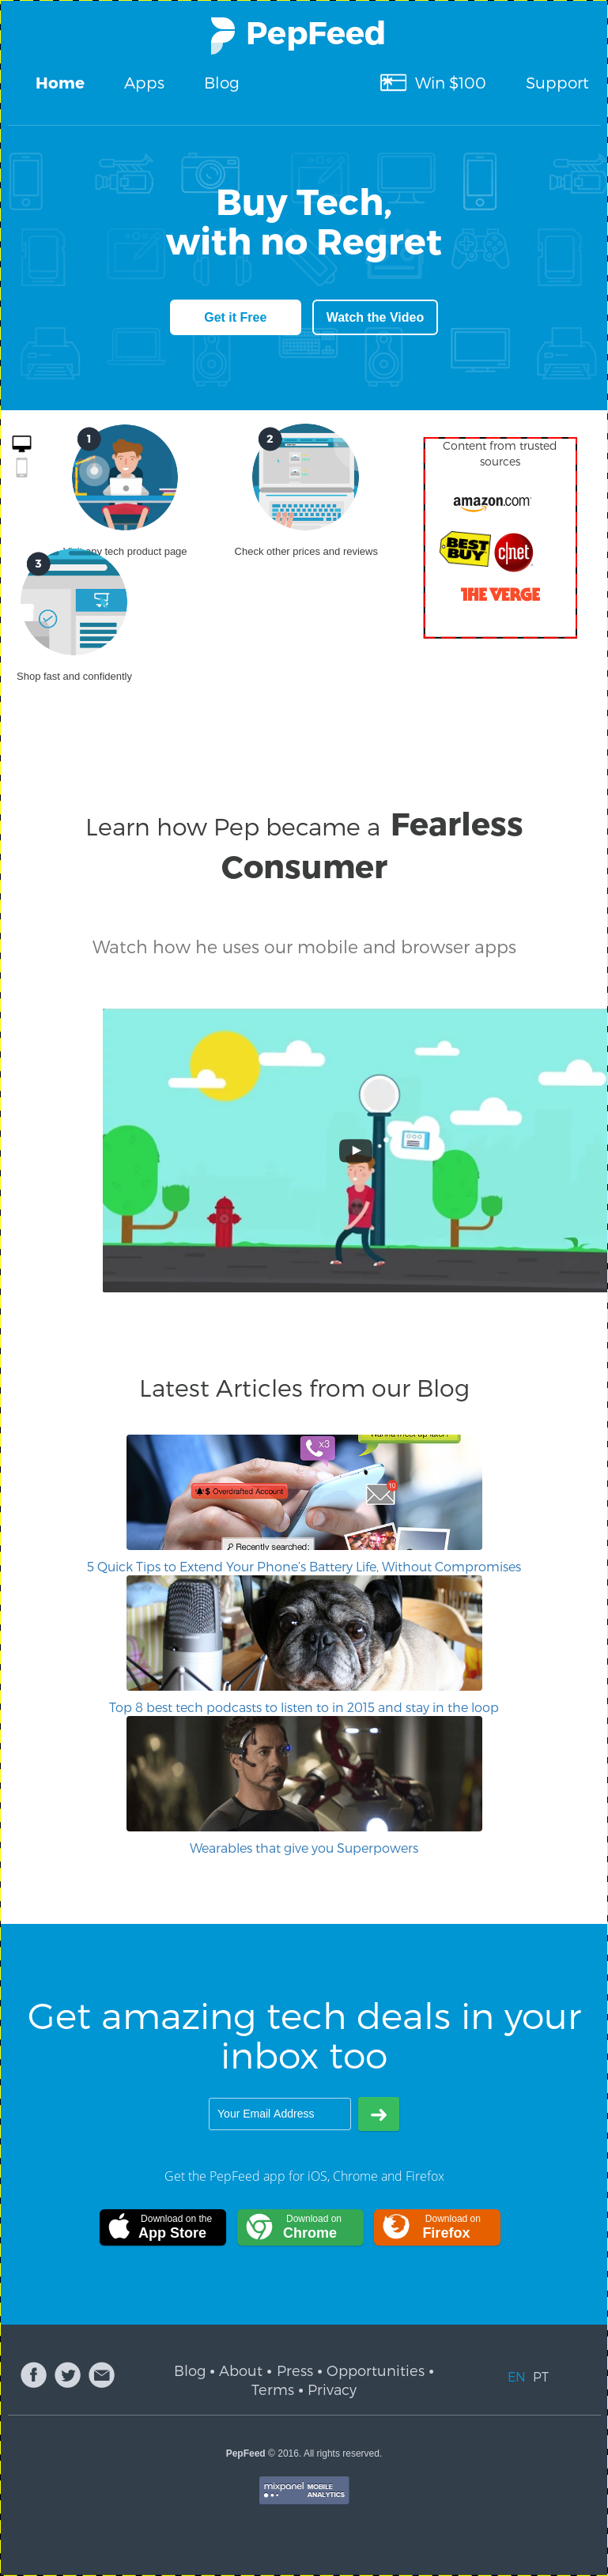 PepFeed
Home Apps Blog Win $100 Support
Buy Tech,
with no Regret
Get it Free Watch the Video
1
2
Content from trusted
sources
amazon.com
BEST
BUY
c|net
THE VERGE
any tech product page
Check other prices and reviews
3
Shop fast and confidently
Learn how Pep became a Fearless
Consumer
Watch how he uses our mobile and browser apps
Latest Articles from our Blog
x3
10
$ Overdrafted Account
Recently searched:
5 Quick Tips to Extend Your Phone's Battery Life, Without Compromises
Top 8 best tech podcasts to listen to in 2015 and stay in the loop
Wearables that give you Superpowers
Get amazing tech deals in your
inbox too
Your Email Address
Get the PepFeed app for iOS, Chrome and Firefox
Download on the
App Store
Download on
Chrome
Download on
Firefox
Blog • About • Press • Opportunities •
Terms • Privacy
EN PT
PepFeed © 2016. All rights reserved.
mixpanel MOBILE
ANALYTICS